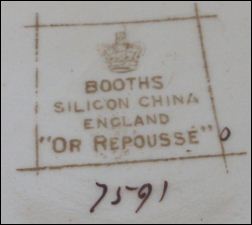 BOOTHS
SILICON CHINA
ENGLAND
"OR REPOUSSÉ" o
7591